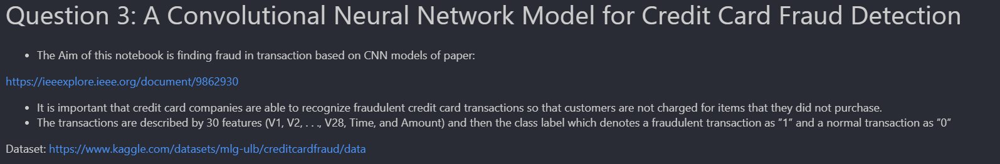 Question 3: A Convolutional Neural Network Model for Credit Card Fraud Detection
• The Aim of this notebook is finding fraud in transaction based on CNN models of paper:
https://ieeexplore.ieee.org/document/9862930
• It is important that credit card companies are able to recognize fraudulent credit card transactions so that customers are not charged for items that they did not purchase.
• The transactions are described by 30 features (V1, V2, . . ., V28, Time, and Amount) and then the class label which denotes a fraudulent transaction as ”1” and a normal transaction as ”0”
Dataset: https://www.kaggle.com/datasets/mlg-ulb/creditcardfraud/data